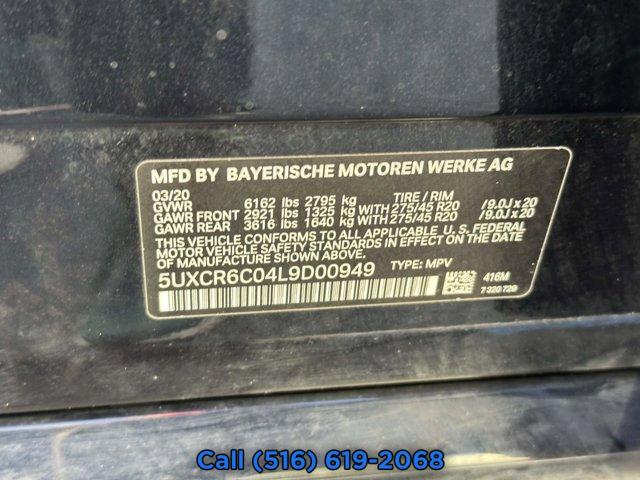 MFD BY BAYERISCHE MOTOREN WERKE AG
03/20
GVWR 6162 lbs 2795 kg TIRE / RIM
GAWR FRONT 2921 lbs 1325 kg WITH 275/45 R20 /9.0J x 20
GAWR REAR 3616 lbs 1640 kg WITH 275/45 R20 /9.0J x 20
THIS VEHICLE CONFORMS TO ALL APPLICABLE U.S. FEDERAL
MOTOR VEHICLE SAFETY STANDARDS IN EFFECT ON THE DATE
OF MANUFACTURE SHOWN ABOVE.
5UXCR6C04L9D00949 TYPE: MPV
416M
7 320 729
Call (516) 619-2068